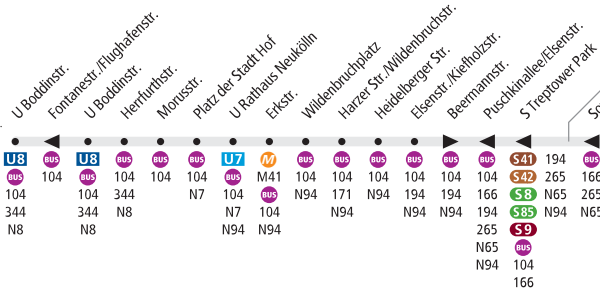 U Boddinstr.
Fontanestr./Flughafenstr.
U Boddinstr.
Herrfurthstr.
Monusstr.
Platz der Stadt Hof
U Rathaus Neukölln
Erkstr.
Wildenbruchplatz
Harzer Str./Wildenbruchstr.
Heidelberger Str.
Elsenstr./Kiefholzstr.
Beermannstr.
Puschkinallee/Elsenstr.
S Treptower Park
So
U8 BUS U8 BUS BUS BUS U7 M BUS BUS BUS BUS BUS BUS S41 194 BUS
BUS 104 BUS 104 104 104 BUS M41 104 104 104 104 104 104 S42 265 166
104 104 344 N7 104 BUS N94 171 N94 194 194 166 S8 N65 265
344 344 N8 N7 104 N94 N94 N94 194 S85 N94 N65
N8 N8 N94 N94 265 S9
N65 BUS
N94 104
166